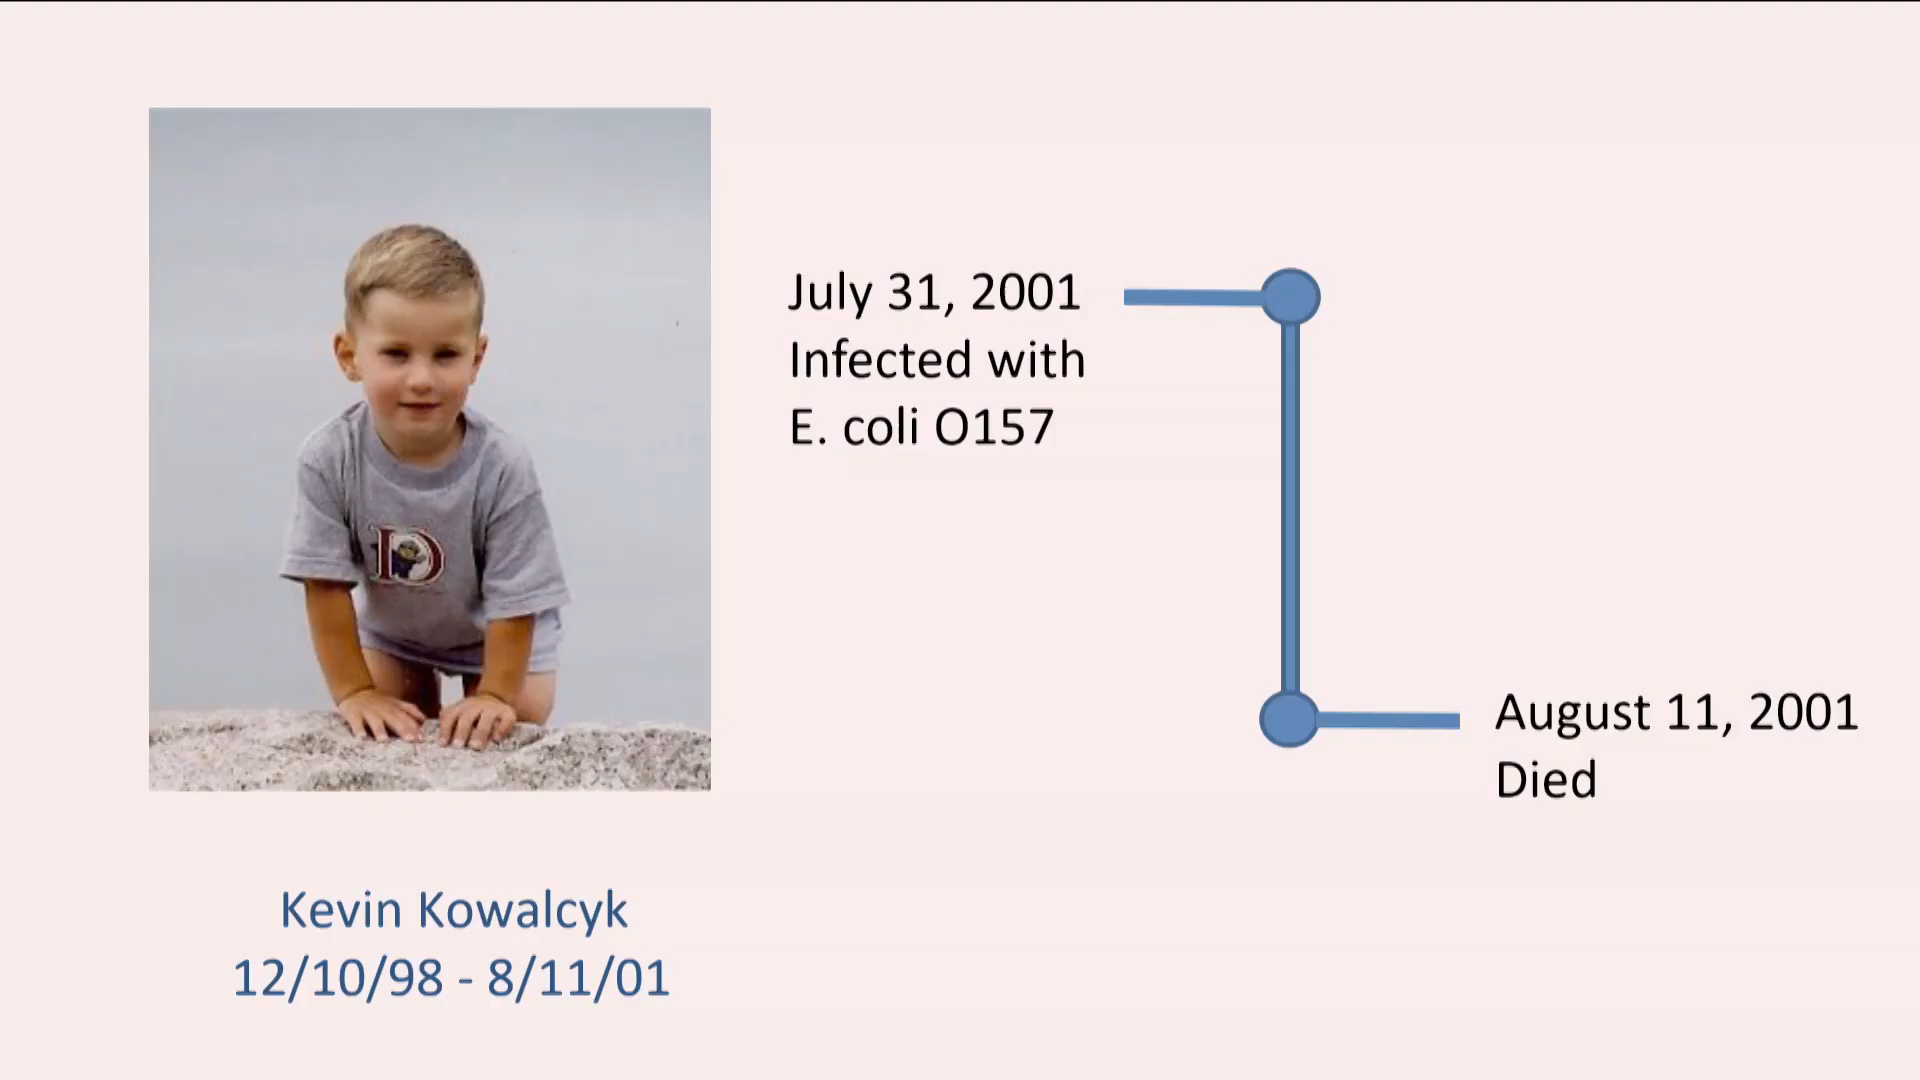 July 31, 2001
Infected with
E. coli O157
August 11, 2001
Died
D
Kevin Kowalcyk
12/10/98 - 8/11/01